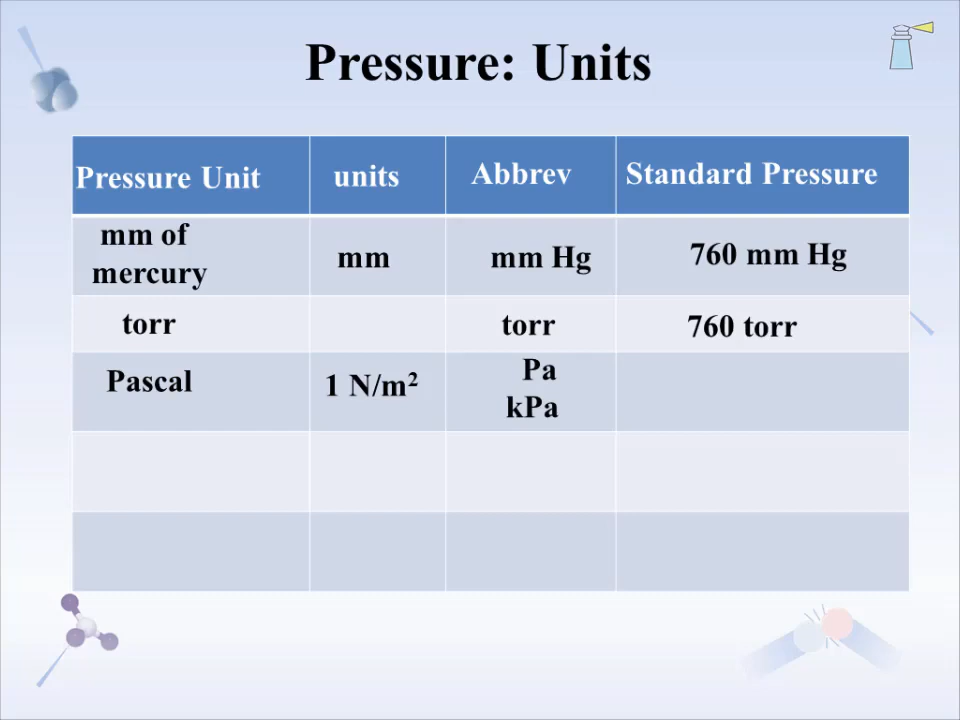 Pressure: Units
Pressure Unit units Abbrev Standard Pressure
mm of
mercury mm mm Hg 760 mm Hg
torr torr 760 torr
Pascal 1 N/m² Pa
kPa